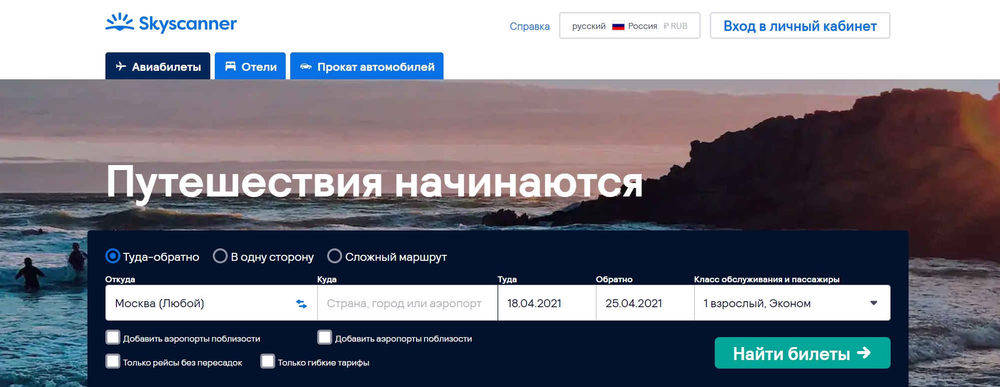 Skyscanner
Справка
русский Россия ₽ RUB
Вход в личный кабинет
Авиабилеты
Отели
Прокат автомобилей
Путешествия начинаются
Туда-обратно
В одну сторону
Сложный маршрут
Откуда
Куда
Туда
Обратно
Класс обслуживания и пассажиры
Москва (Любой)
Страна, город или аэропорт
18.04.2021
25.04.2021
1 взрослый, Эконом
Добавить аэропорты поблизости
Добавить аэропорты поблизости
Только рейсы без пересадок
Только гибкие тарифы
Найти билеты